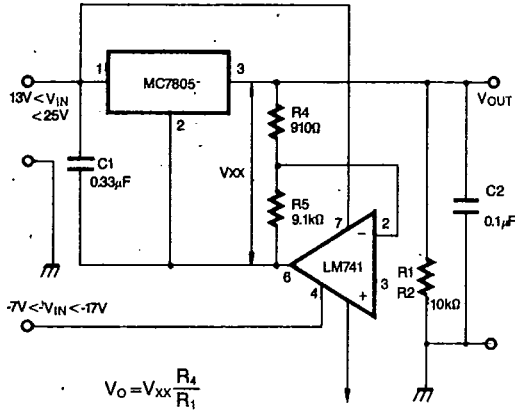 1
MC7805
3
2
13V<VIN
<25V
VOUT
R4
910Ω
C1
0.33μF
VXX
R5
9.1kΩ
C2
0.1μF
7
2
−
6
LM741
3
4
+
R1
R2
10kΩ
-7V<-VIN<-17V
VO=VXX R4/R1